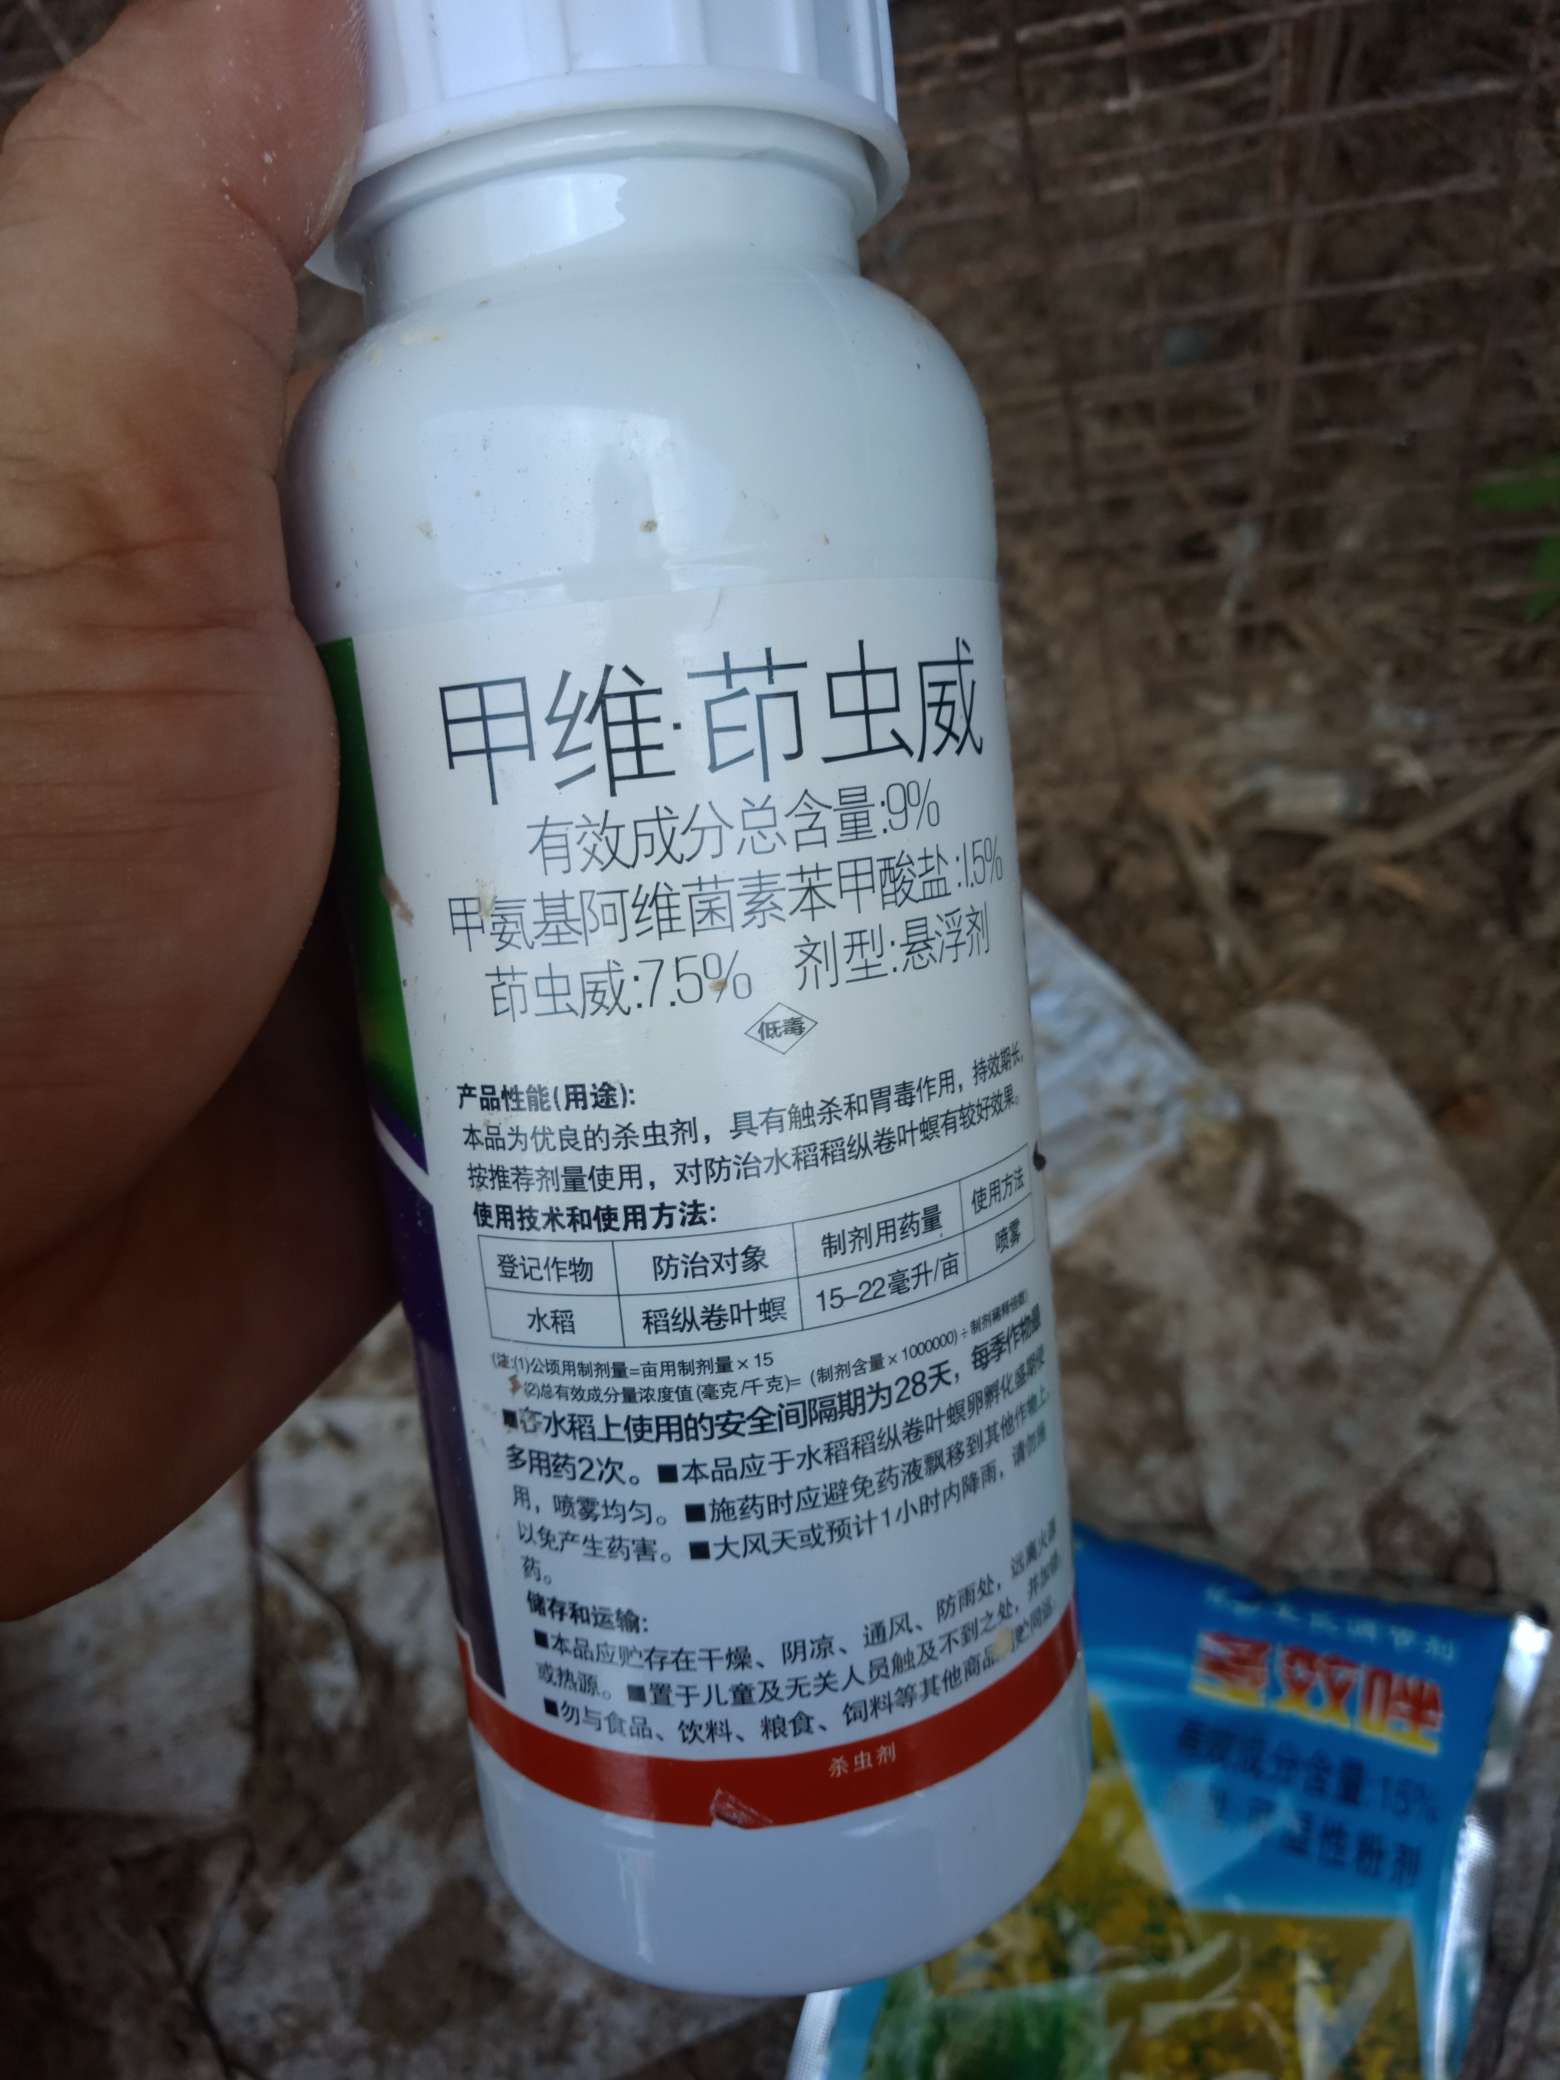 甲维·茚虫威
有效成分总含量:9%
甲氨基阿维菌素苯甲酸盐:1.5%
茚虫威:7.5% 剂型:悬浮剂
低毒
产品性能(用途):
本品为优良的杀虫剂，具有触杀和胃毒作用，持效期长，
按推荐剂量使用，对防治水稻稻纵卷叶螟有较好效果。
使用技术和使用方法:
登记作物 防治对象 制剂用药量 使用方法
水稻 稻纵卷叶螟 15-22毫升/亩 喷雾
(注:(1)公顷用制剂量=亩用制剂量×15
(2)总有效成分量浓度值(毫克/千克)=(制剂含量×1000000)÷制剂稀释倍数)
■在水稻上使用的安全间隔期为28天，每季作物最
多用药2次。■本品应于水稻稻纵卷叶螟卵孵化盛期使
用，喷雾均匀。■施药时应避免药液飘移到其他作物上，
以免产生药害。■大风天或预计1小时内降雨，请勿施
药。
储存和运输:
■本品应贮存在干燥、阴凉、通风、防雨处，远离火源
或热源。■置于儿童及无关人员触及不到之处，并加锁。
■勿与食品、饮料、粮食、饲料等其他商品同贮同运。
杀虫剂
调节剂
多效唑
有效成分含量:15%
剂型:可湿性粉剂